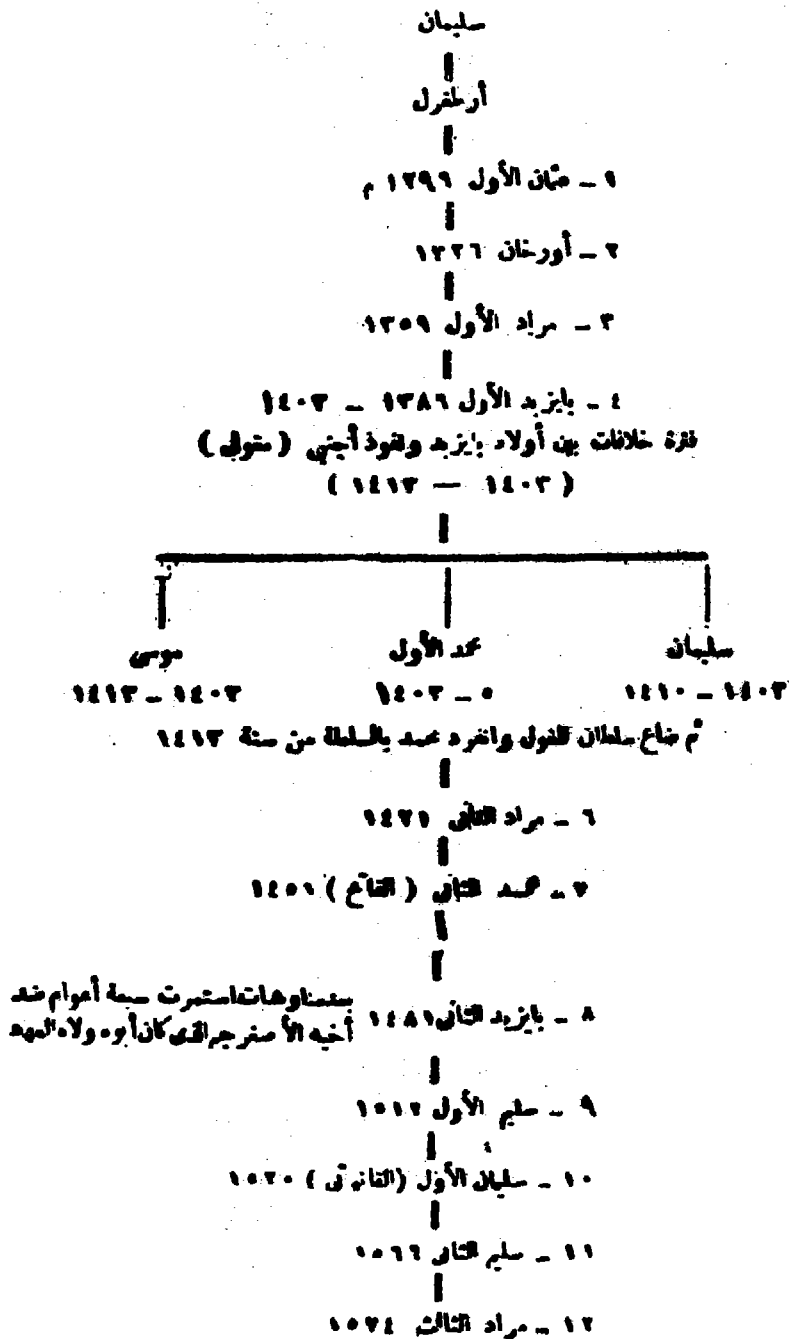 سليمان
أرطغرل
١ - عثمان الأول ١٢٩٩ م
٢ - أورخان ١٣٢٦
٣ - مراد الأول ١٣٥٩
٤ - بايزيد الأول ١٣٨٦ - ١٤٠٣
فترة خلافات بين أولاد بايزيد ونفوذ أجنبي ( متولي )
( ١٤٠٣ — ١٤١٣ )
سليمان
١٤٠٣ - ١٤١٠
محمد الأول
٥ - ١٤٠٣
موسى
١٤٠٣ - ١٤١٣
ثم ضاع سلطان المغول وانفرد محمد بالسلطة من سنة ١٤١٣
٦ - مراد الثاني ١٤٢١
٧ - محمد الثاني ( الفاتح ) ١٤٥١
٨ - بايزيد الثاني ١٤٨١
استمرت سبعة أعوام ضد
أخيه الأصغر جم الذي كان أبوه ولاه العهد
٩ - سليم الأول ١٥١٢
١٠ - سليمان الأول (القانوني ) ١٥٢٠
١١ - سليم الثاني ١٥٦٦
١٢ - مراد الثالث ١٥٧٤